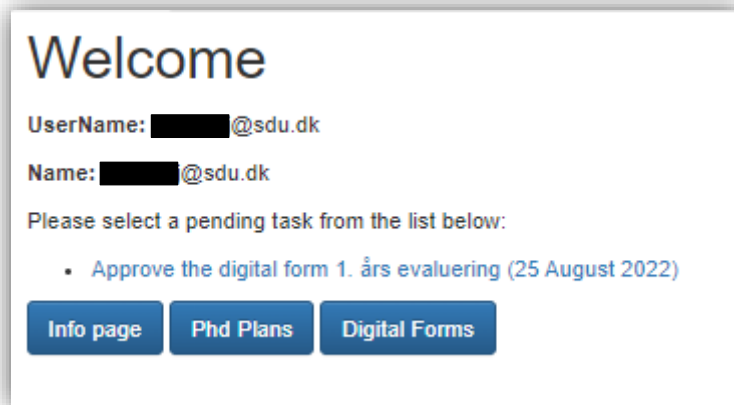 Welcome
UserName: @sdu.dk
Name: @sdu.dk
Please select a pending task from the list below:
• Approve the digital form 1. års evaluering (25 August 2022)
Info page Phd Plans Digital Forms